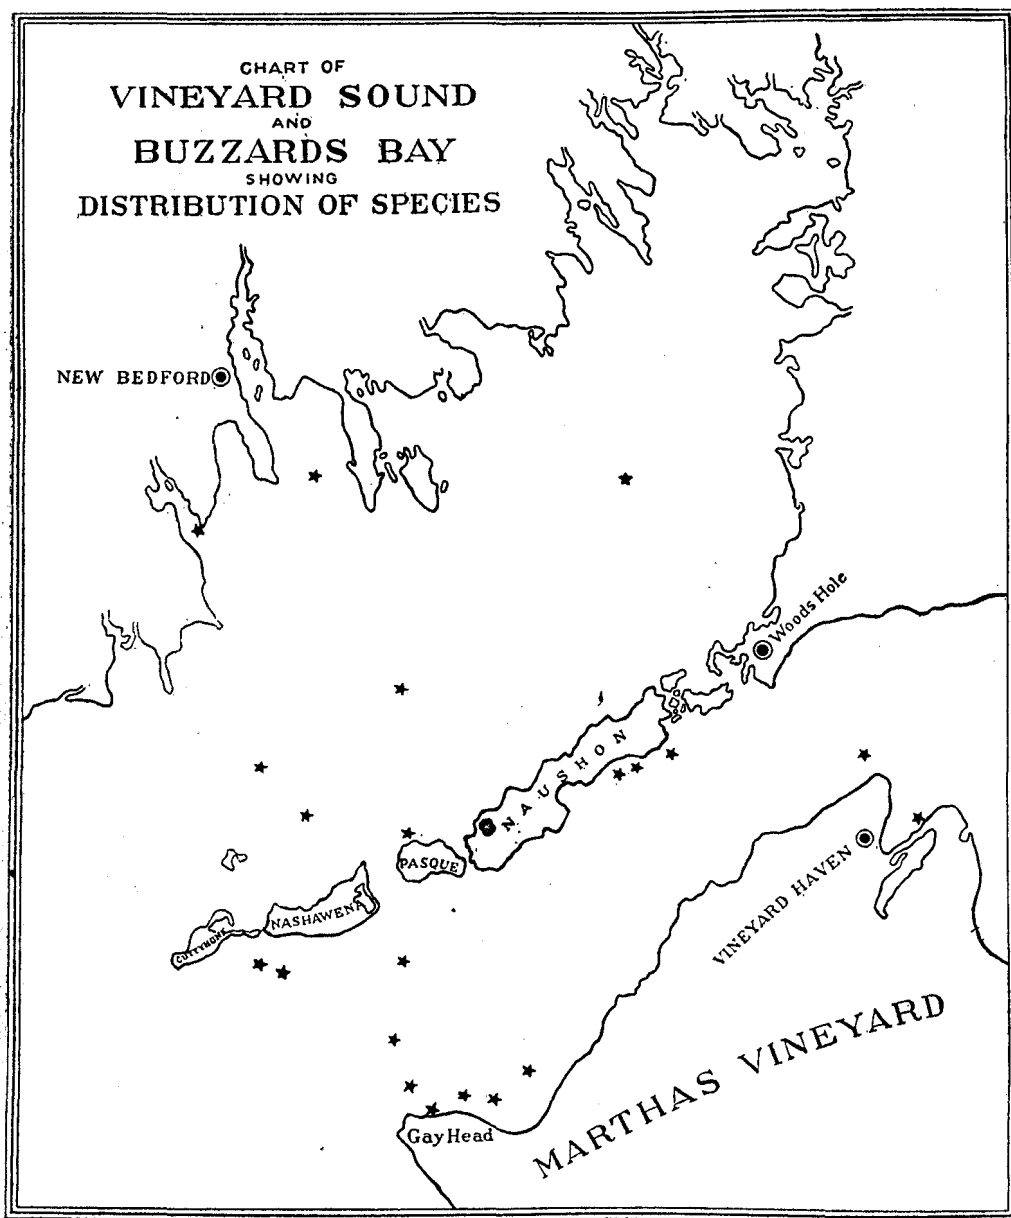 CHART OF
VINEYARD SOUND
AND
BUZZARDS BAY
SHOWING
DISTRIBUTION OF SPECIES
NEW BEDFORD
Woods Hole
NAUSHON
PASQUE
NASHAWENA
CUTTYHUNK
VINEYARD HAVEN
MARTHAS VINEYARD
Gay Head